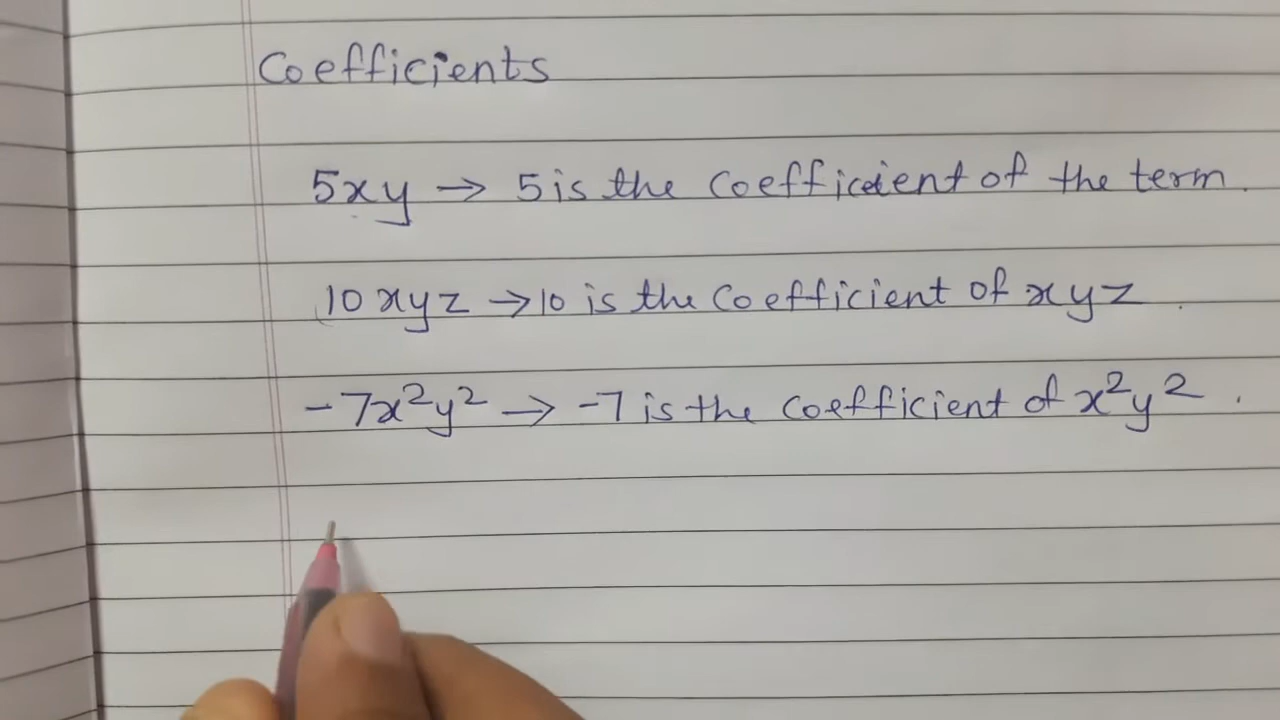 Coefficients
5xy → 5 is the coefficient of the term.
10xyz → 10 is the coefficient of xyz.
-7x²y² → -7 is the coefficient of x²y².